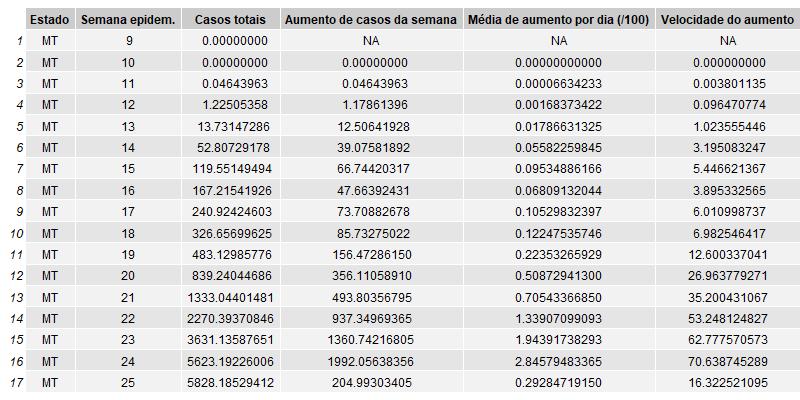 Estado Semana epidem. Casos totais Aumento de casos da semana Média de aumento por dia (/100) Velocidade do aumento
1 MT 9 0.00000000 NA NA NA
2 MT 10 0.00000000 0.00000000 0.00000000000 0.000000000
3 MT 11 0.04643963 0.04643963 0.00006634233 0.003801135
4 MT 12 1.22505358 1.17861396 0.00168373422 0.096470774
5 MT 13 13.73147286 12.50641928 0.01786631325 1.023555446
6 MT 14 52.80729178 39.07581892 0.05582259845 3.195083247
7 MT 15 119.55149494 66.74420317 0.09534886166 5.446621367
8 MT 16 167.21541926 47.66392431 0.06809132044 3.895332565
9 MT 17 240.92424603 73.70882678 0.10529832397 6.010998737
10 MT 18 326.65699625 85.73275022 0.12247535746 6.982546417
11 MT 19 483.12985776 156.47286150 0.22353265929 12.600337041
12 MT 20 839.24044686 356.11058910 0.50872941300 26.963779271
13 MT 21 1333.04401481 493.80356795 0.70543366850 35.200431067
14 MT 22 2270.39370846 937.34969365 1.33907099093 53.248124827
15 MT 23 3631.13587651 1360.74216805 1.94391738293 62.777570573
16 MT 24 5623.19226006 1992.05638356 2.84579483365 70.638745289
17 MT 25 5828.18529412 204.99303405 0.29284719150 16.322521095